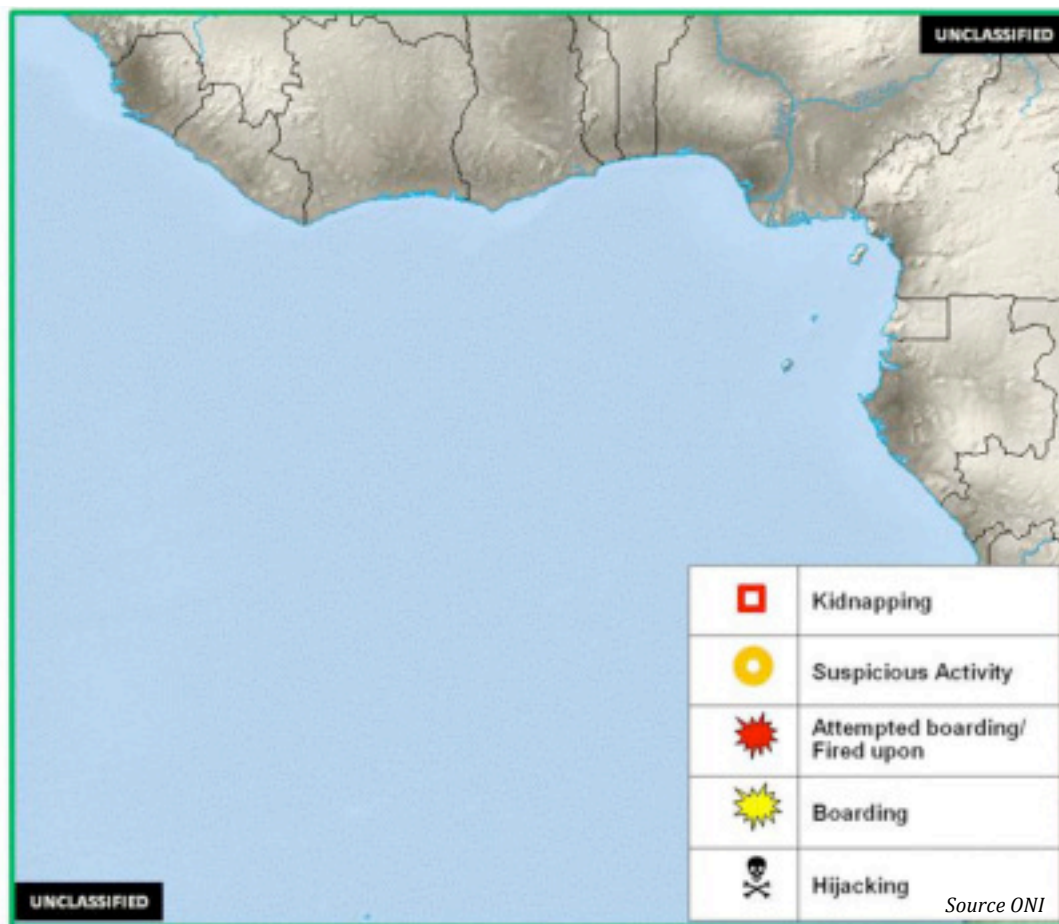 UNCLASSIFIED
Kidnapping
Suspicious Activity
Attempted boarding/
Fired upon
Boarding
Hijacking
UNCLASSIFIED
Source ONI